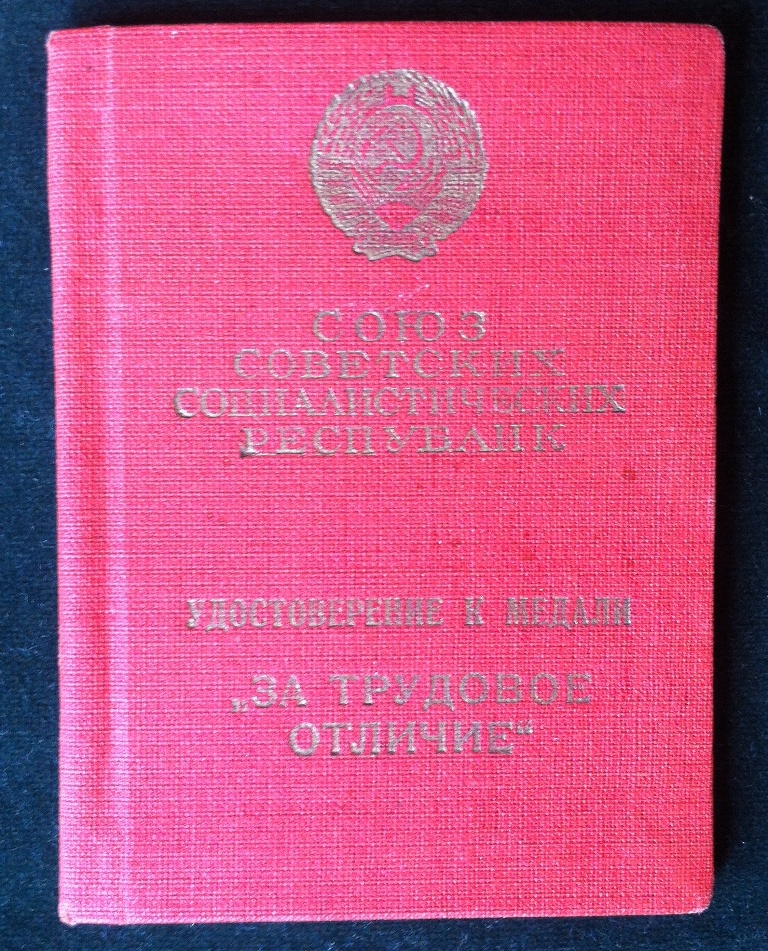 СОЮЗ
СОВЕТСКИХ
СОЦИАЛИСТИЧЕСКИХ
РЕСПУБЛИК
УДОСТОВЕРЕНИЕ К МЕДАЛИ
„ЗА ТРУДОВОЕ
ОТЛИЧИЕ“